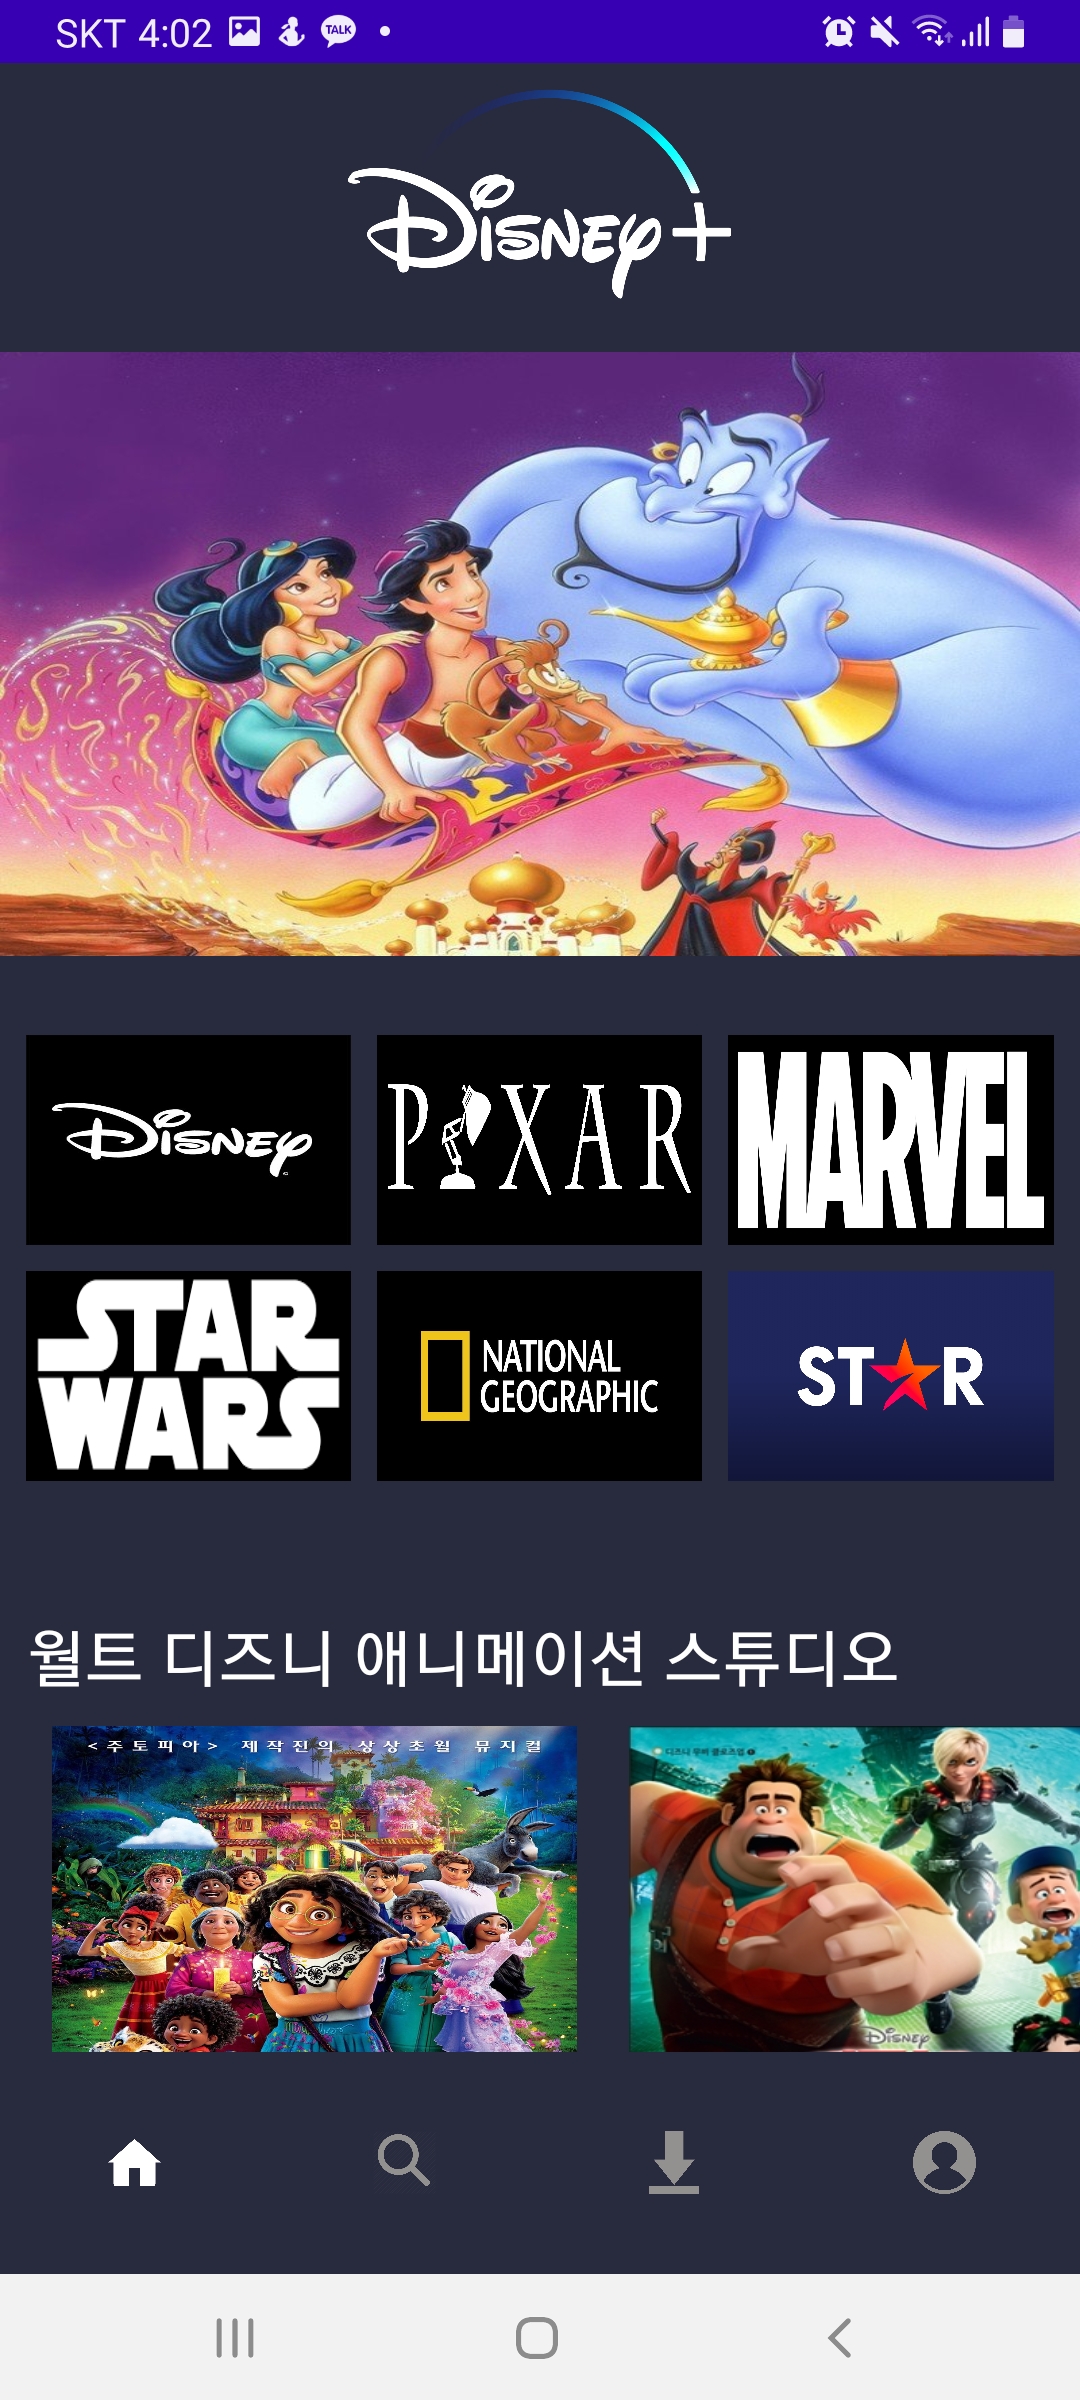 SKT 4:02 TALK
Disney+
Disney
PIXAR
MARVEL
STAR
WARS
NATIONAL
GEOGRAPHIC
STAR
월트 디즈니 애니메이션 스튜디오
<주토피아> 제작진의 상상초월 뮤지컬
Disney